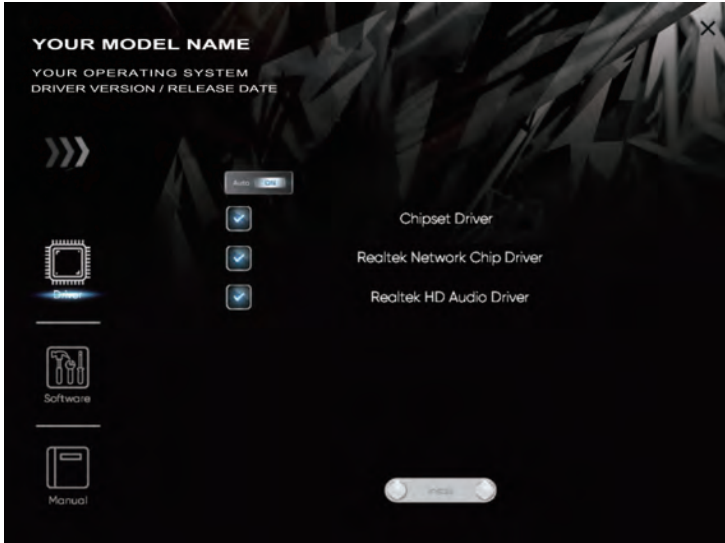 YOUR MODEL NAME
YOUR OPERATING SYSTEM
DRIVER VERSION / RELEASE DATE
Auto ON
Chipset Driver
Realtek Network Chip Driver
Realtek HD Audio Driver
Driver
Software
Manual
Install